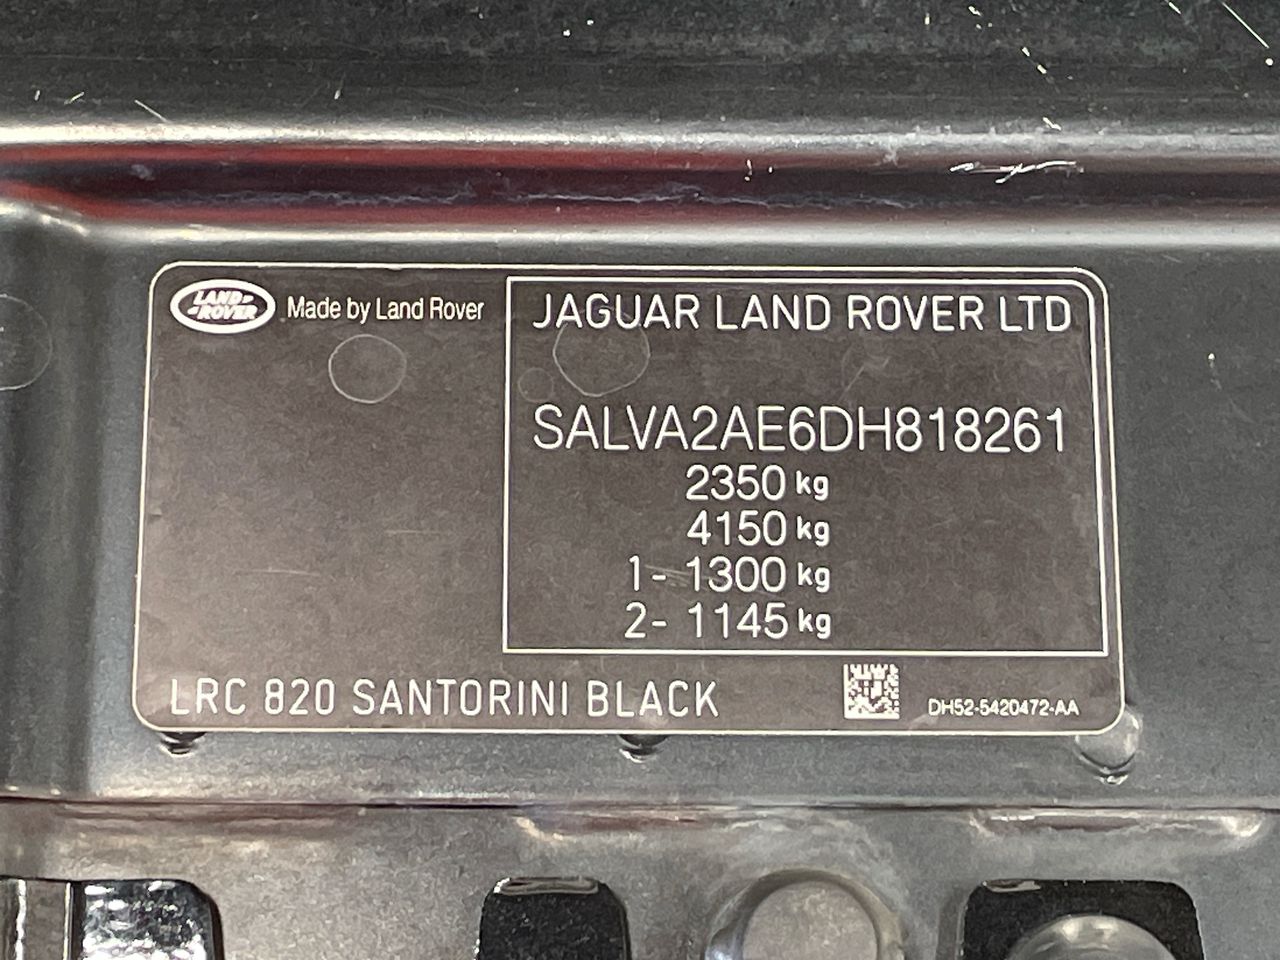 LAND ROVER
Made by Land Rover
JAGUAR LAND ROVER LTD
SALVA2AE6DH818261
2350 kg
4150 kg
1- 1300 kg
2- 1145 kg
LRC 820 SANTORINI BLACK
DH52-5420472-AA